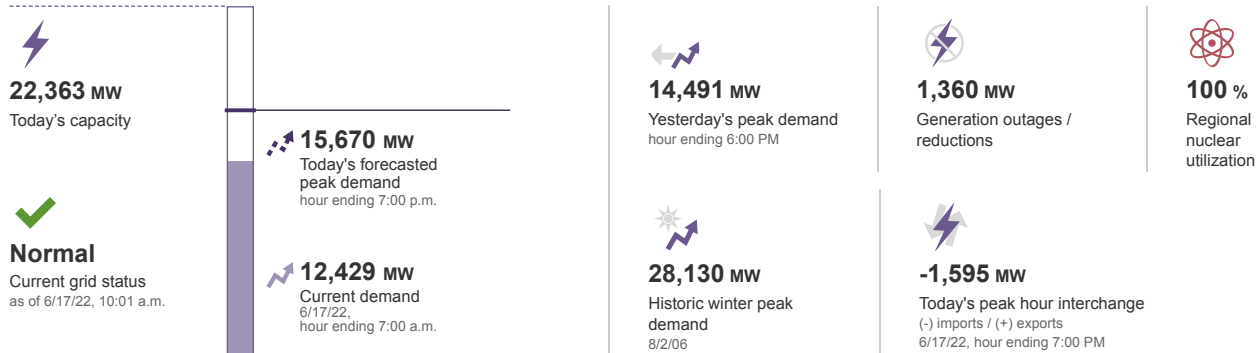 22,363 MW
Today's capacity
Normal
Current grid status
as of 6/17/22, 10:01 a.m.
15,670 MW
Today's forecasted
peak demand
hour ending 7:00 p.m.
12,429 MW
Current demand
6/17/22,
hour ending 7:00 a.m.
14,491 MW
Yesterday's peak demand
hour ending 6:00 PM
1,360 MW
Generation outages /
reductions
100 %
Regional
nuclear
utilization
28,130 MW
Historic winter peak
demand
8/2/06
-1,595 MW
Today's peak hour interchange
(-) imports / (+) exports
6/17/22, hour ending 7:00 PM